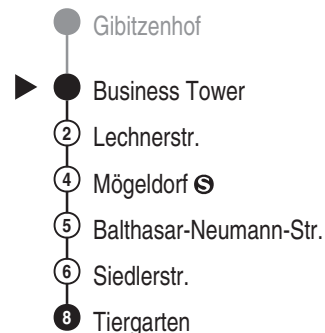 Gibitzenhof
Business Tower
2 Lechnerstr.
4 Mögeldorf S
5 Balthasar-Neumann-Str.
6 Siedlerstr.
8 Tiergarten